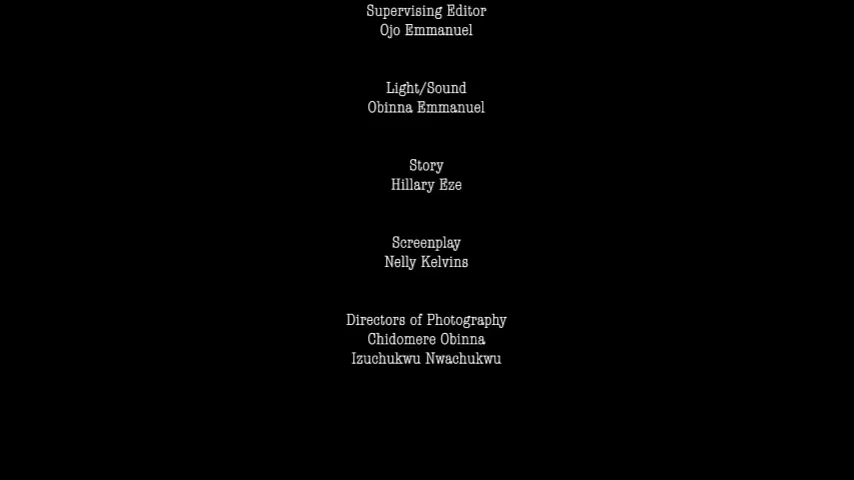 Supervising Editor
Ojo Emmanuel
Light/Sound
Obinna Emmanuel
Story
Hillary Eze
Screenplay
Nelly Kelvins
Directors of Photography
Chidomere Obinna
Izuchukwu Nwachukwu